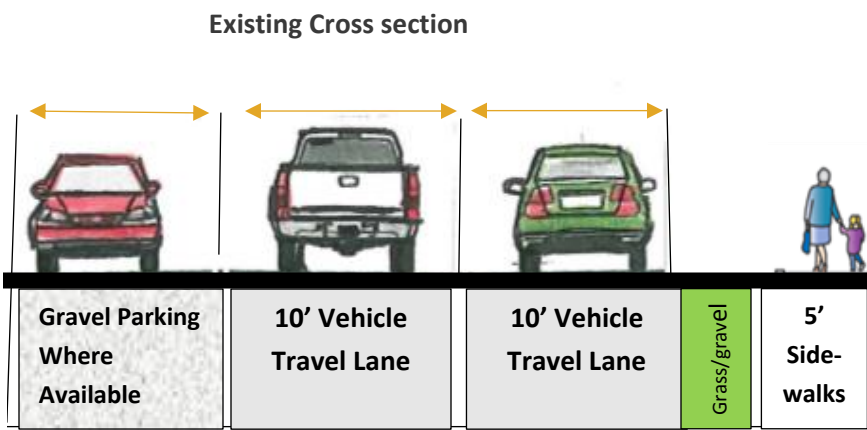 Existing Cross section
Gravel Parking
Where
Available
10’ Vehicle
Travel Lane
10’ Vehicle
Travel Lane
Grass/gravel
5’
Side-
walks